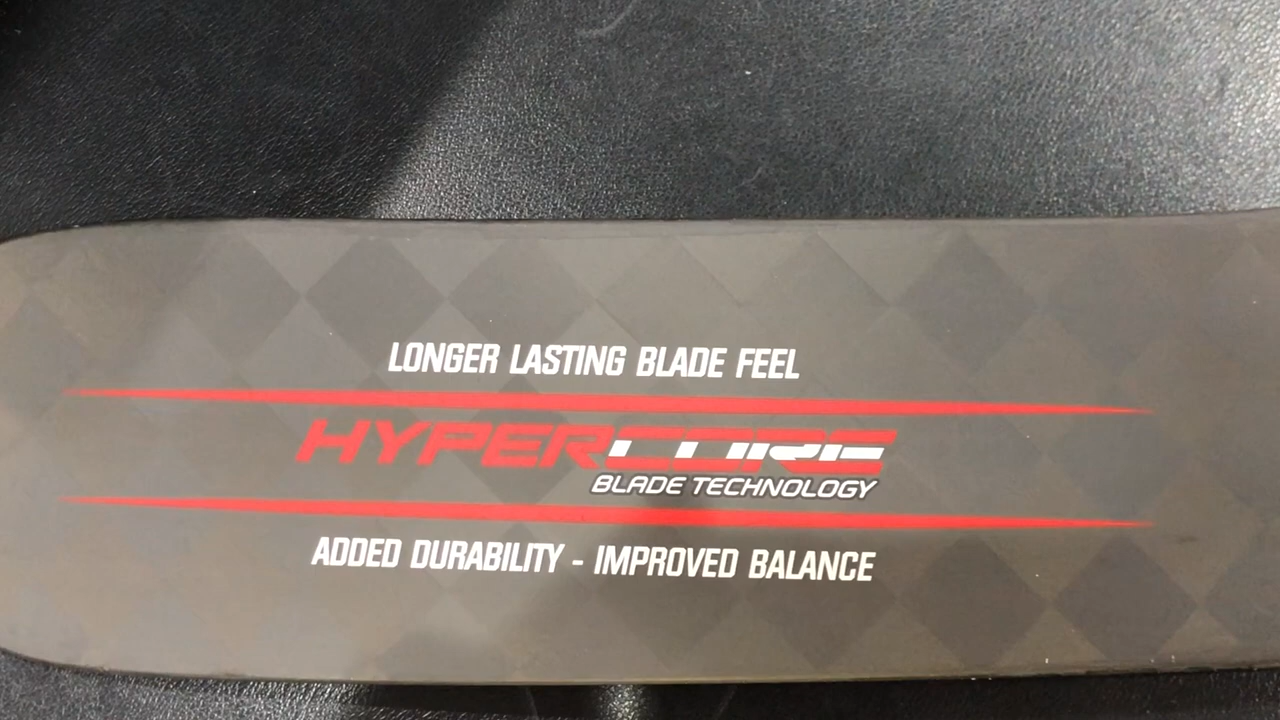 LONGER LASTING BLADE FEEL
HYPERCORE
BLADE TECHNOLOGY
ADDED DURABILITY - IMPROVED BALANCE